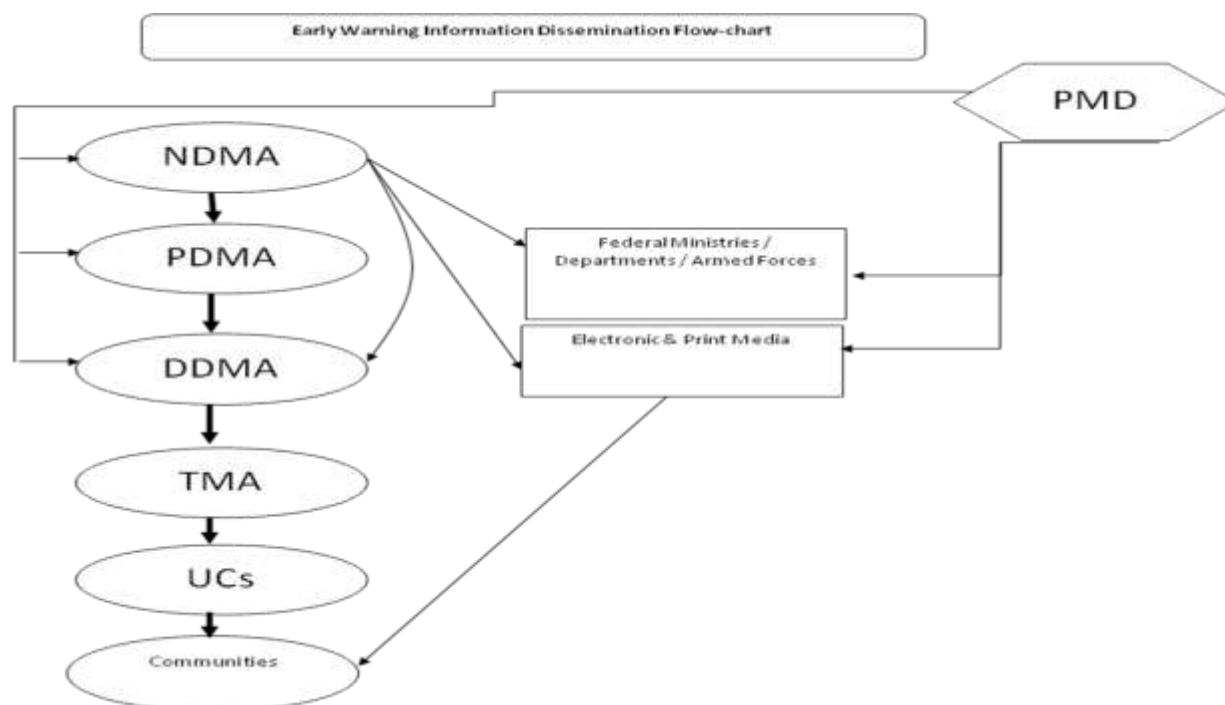 Early Warning Information Dissemination Flow-chart
PMD
NDMA
PDMA
Federal Ministries /
Departments / Armed Forces
Electronic & Print Media
DDMA
TMA
UCs
Communities